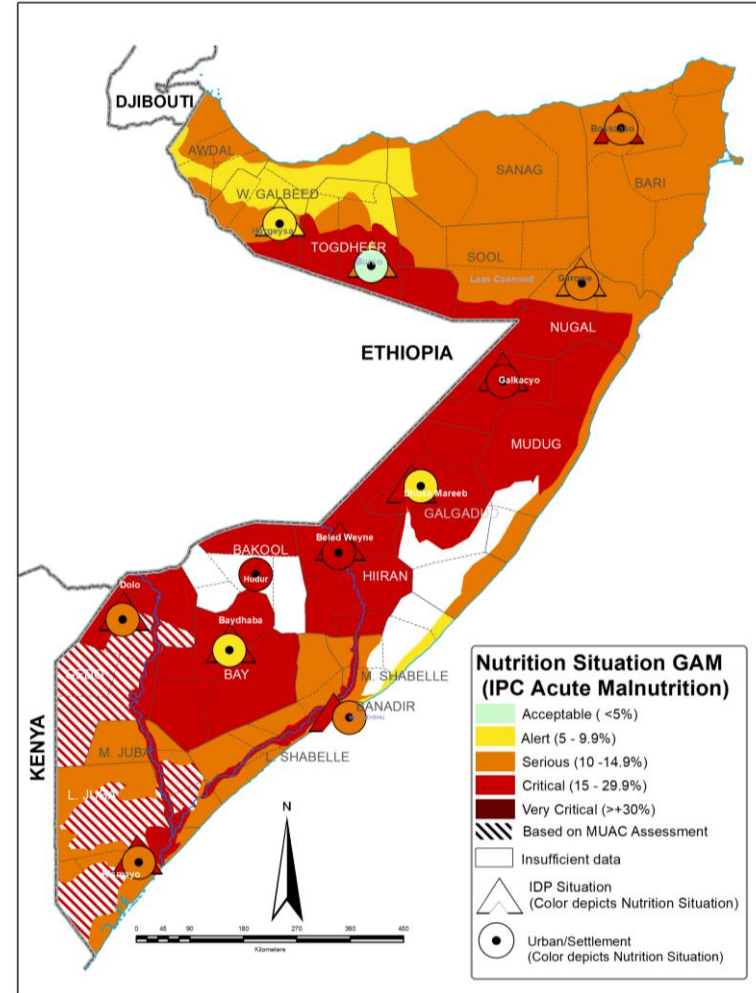 DJIBOUTI
Bossasso
AWDAL
SANAG
BARI
W. GALBEED
Hargeysa
TOGDHEER
SOOL
Burao
Laas Caanood
Garowe
NUGAL
ETHIOPIA
Galkacyo
MUDUG
Dhusa Mareeb
GALGADUD
Beled Weyne
BAKOOL
HIIRAN
Hudur
Dolo
Baydhaba
GEDO
BAY
M. SHABELLE
BANADIR
KENYA
M. JUBA
L. SHABELLE
L. JUBA
Kismayo
N
0 45 90 180 270 360 450
Kilometers
Nutrition Situation GAM
(IPC Acute Malnutrition)
Acceptable ( <5%)
Alert (5 - 9.9%)
Serious (10 -14.9%)
Critical (15 - 29.9%)
Very Critical (>+30%)
Based on MUAC Assessment
Insufficient data
IDP Situation
(Color depicts Nutrition Situation)
Urban/Settlement
(Color depicts Nutrition Situation)